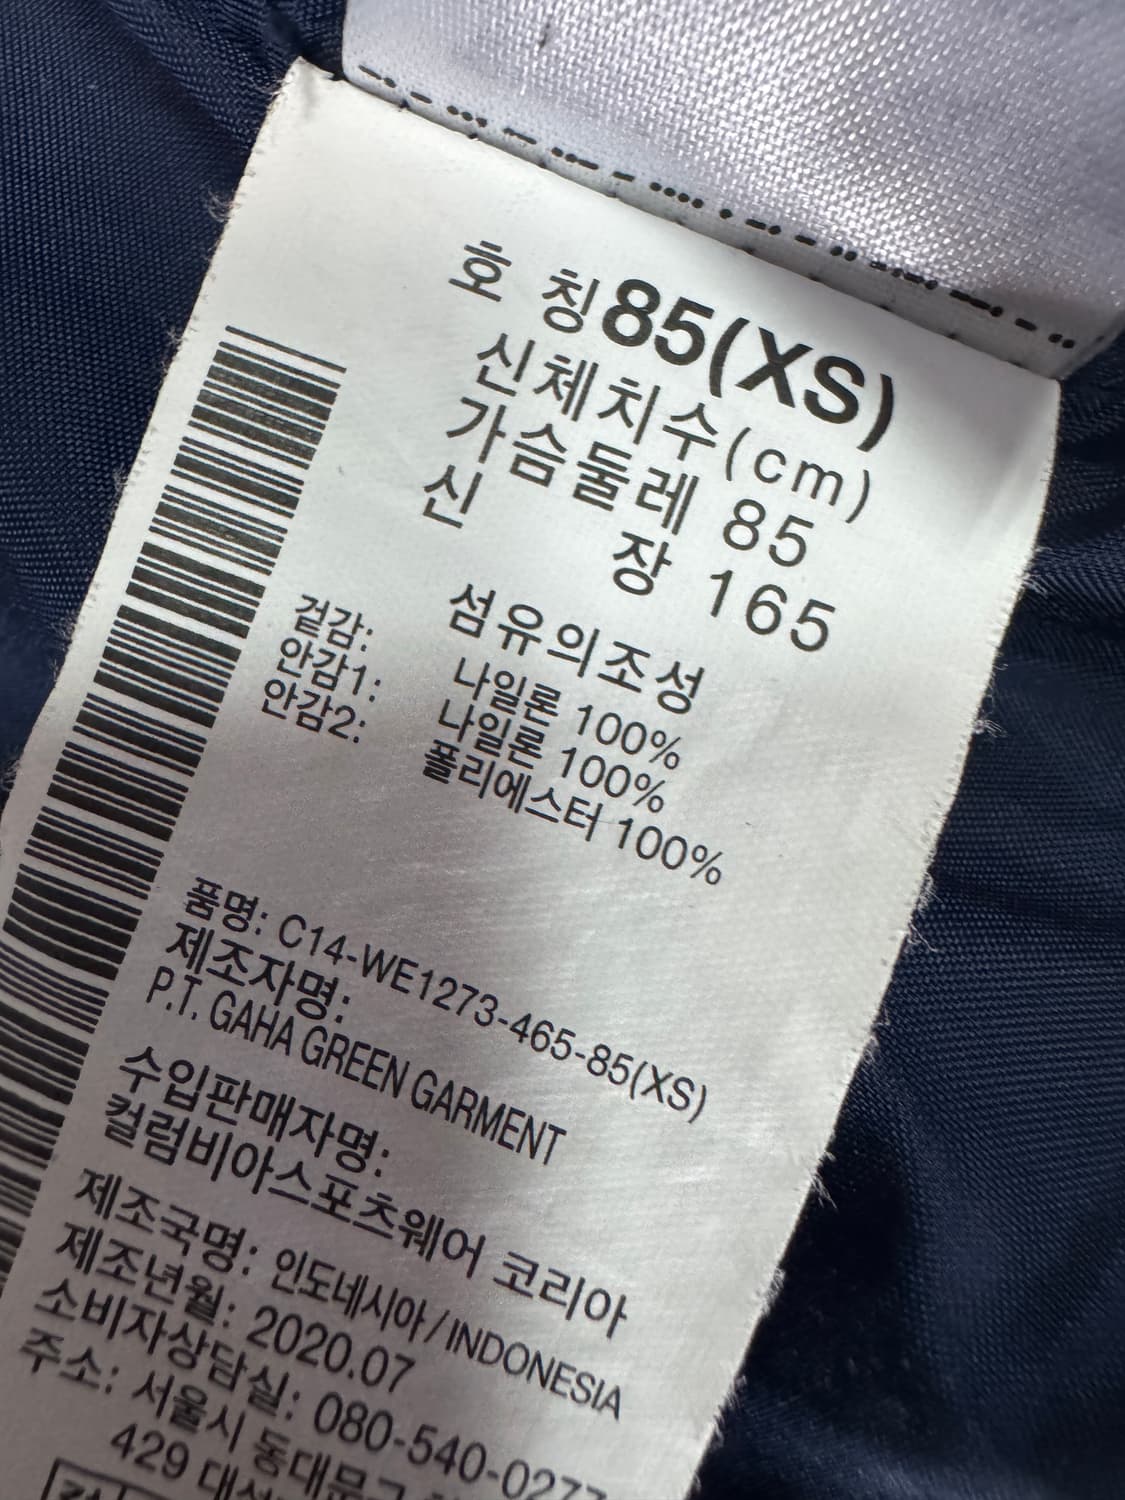 호 칭 85(XS)
신체치수(cm)
가슴둘레 85
신 장 165
섬유의조성
겉감: 나일론 100%
안감1: 나일론 100%
안감2: 폴리에스터 100%
품명: C14-WE1273-465-85(XS)
제조자명:
P.T. GAHA GREEN GARMENT
수입판매자명:
컬럼비아스포츠웨어 코리아
제조국명: 인도네시아/INDONESIA
제조년월: 2020.07
소비자상담실: 080-540-0277
주소: 서울시 동대문구
429